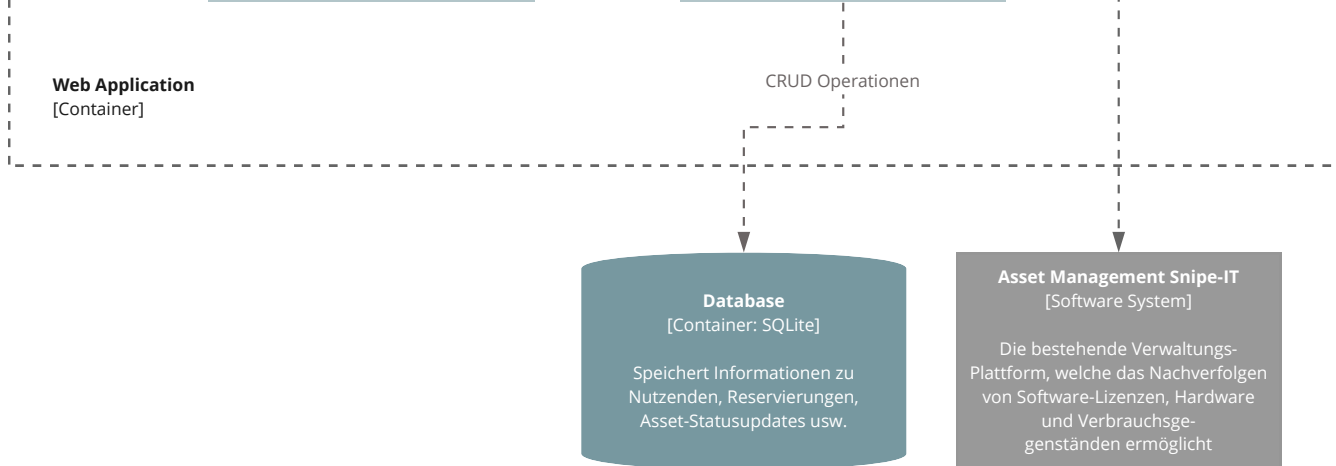 Web Application
[Container]
CRUD Operationen
Database
[Container: SQLite]
Speichert Informationen zu
Nutzenden, Reservierungen,
Asset-Statusupdates usw.
Asset Management Snipe-IT
[Software System]
Die bestehende Verwaltungs-
Plattform, welche das Nachverfolgen
von Software-Lizenzen, Hardware
und Verbrauchsge-
genständen ermöglicht